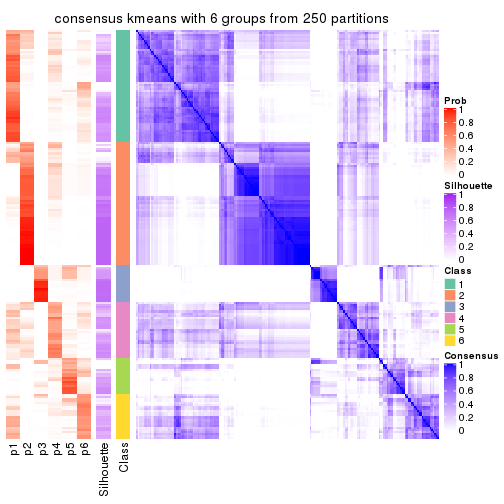 consensus kmeans with 6 groups from 250 partitions
Prob
1
0.8
0.6
0.4
0.2
0
Silhouette
1
0.8
0.6
0.4
0.2
0
Class
1
2
3
4
5
6
Consensus
1
0.8
0.6
0.4
0.2
0
p1
p2
p3
p4
p5
p6
Silhouette
Class